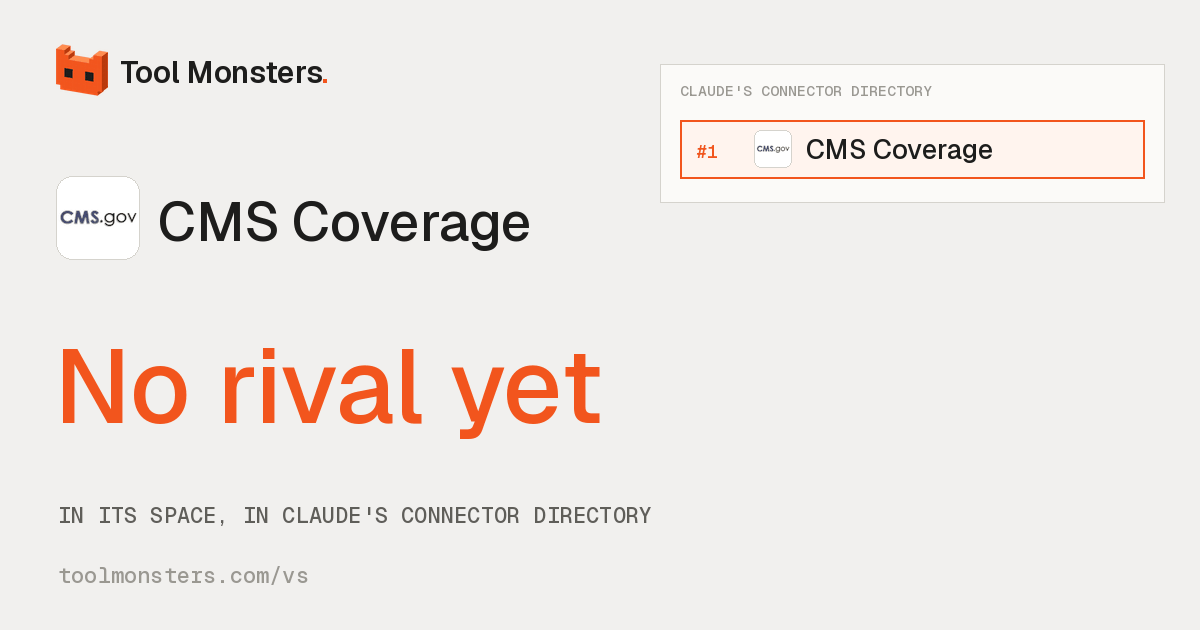 Tool Monsters.
CMS.gov
CMS Coverage
No rival yet
IN ITS SPACE, IN CLAUDE'S CONNECTOR DIRECTORY
toolmonsters.com/vs
CLAUDE'S CONNECTOR DIRECTORY
#1
CMS.gov
CMS Coverage